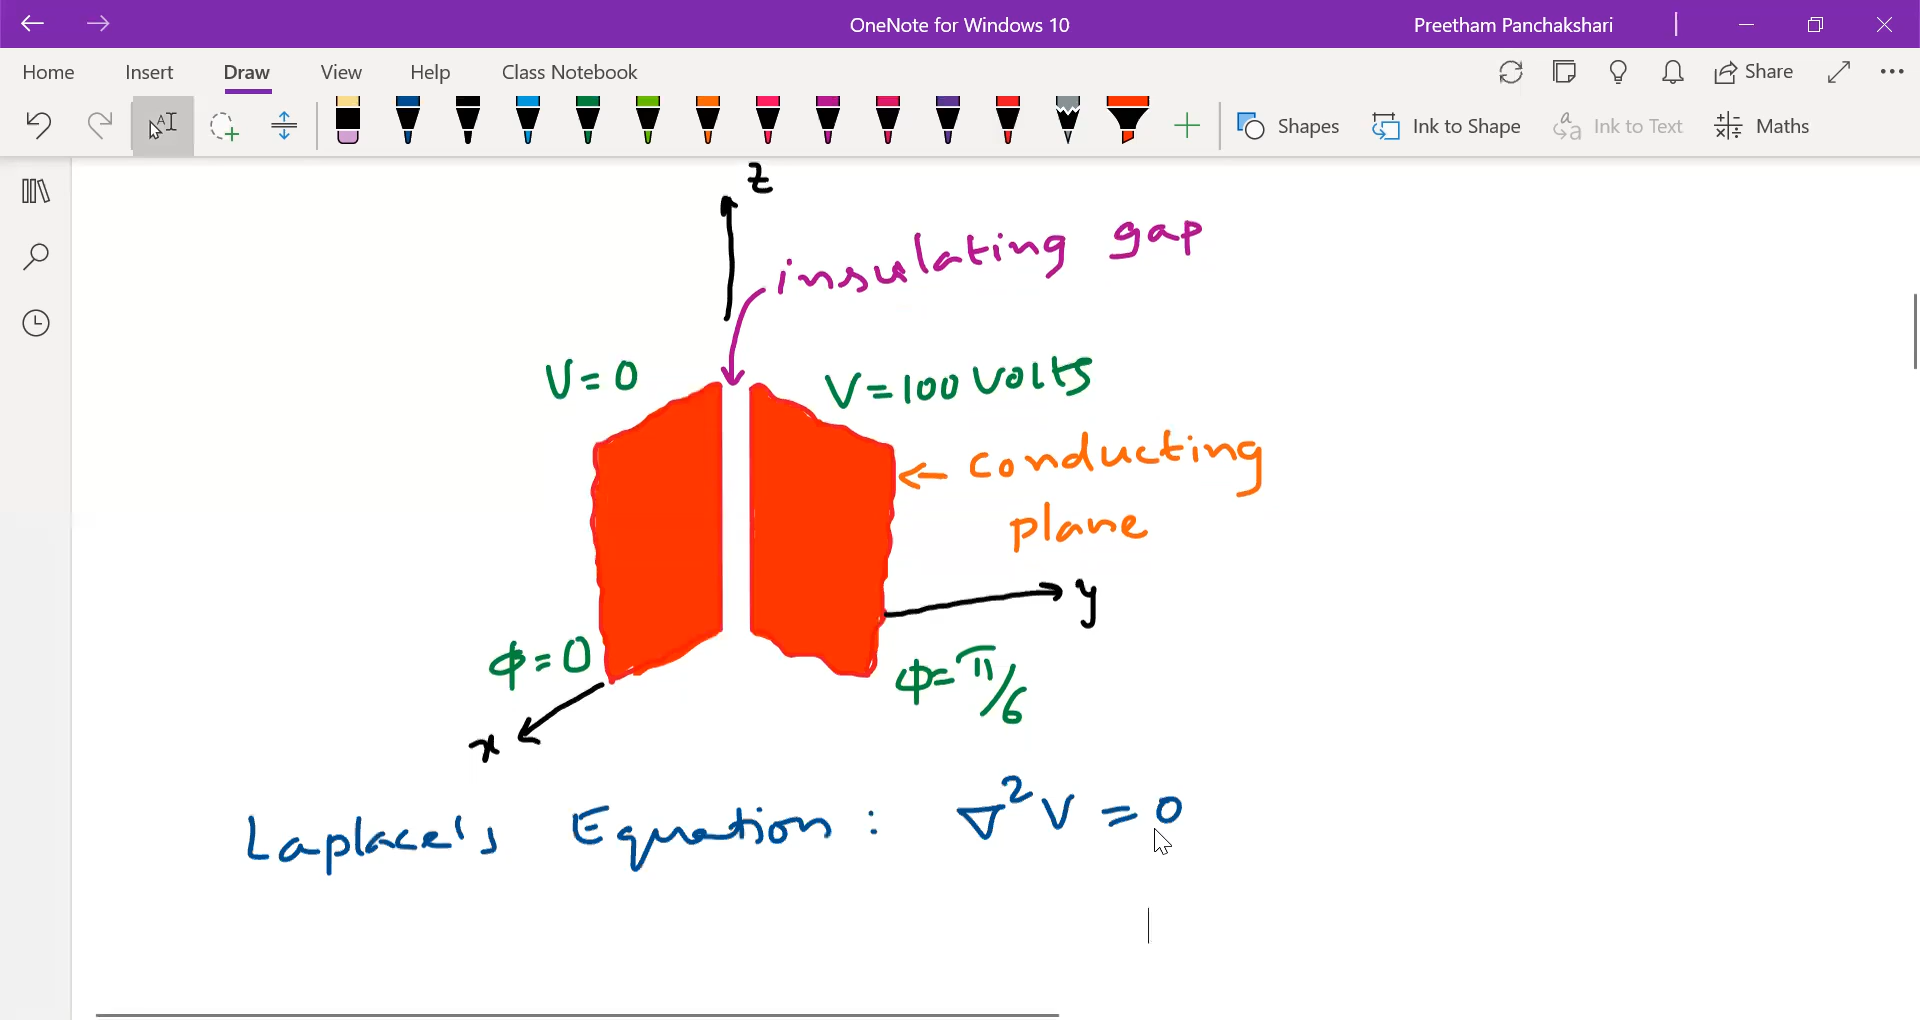 OneNote for Windows 10
Preetham Panchakshari
Home Insert Draw View Help Class Notebook Share
Shapes Ink to Shape Ink to Text Maths
z
insulating gap
V = 0
V = 100 Volts
← conducting
plane
y
ϕ = 0
ϕ = π/6
x
Laplace's Equation : ∇²V = 0